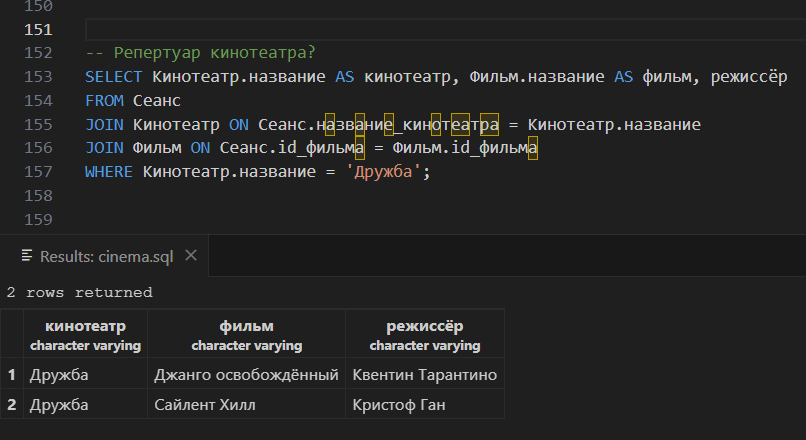 150
151
152 -- Репертуар кинотеатра?
153 SELECT Кинотеатр.название AS кинотеатр, Фильм.название AS фильм, режиссёр
154 FROM Сеанс
155 JOIN Кинотеатр ON Сеанс.название_кинотеатра = Кинотеатр.название
156 JOIN Фильм ON Сеанс.id_фильма = Фильм.id_фильма
157 WHERE Кинотеатр.название = 'Дружба';
158
159
Results: cinema.sql ×
2 rows returned
кинотеатр фильм режиссёр
character varying character varying character varying
1 Дружба Джанго освобождённый Квентин Тарантино
2 Дружба Сайлент Хилл Кристоф Ган